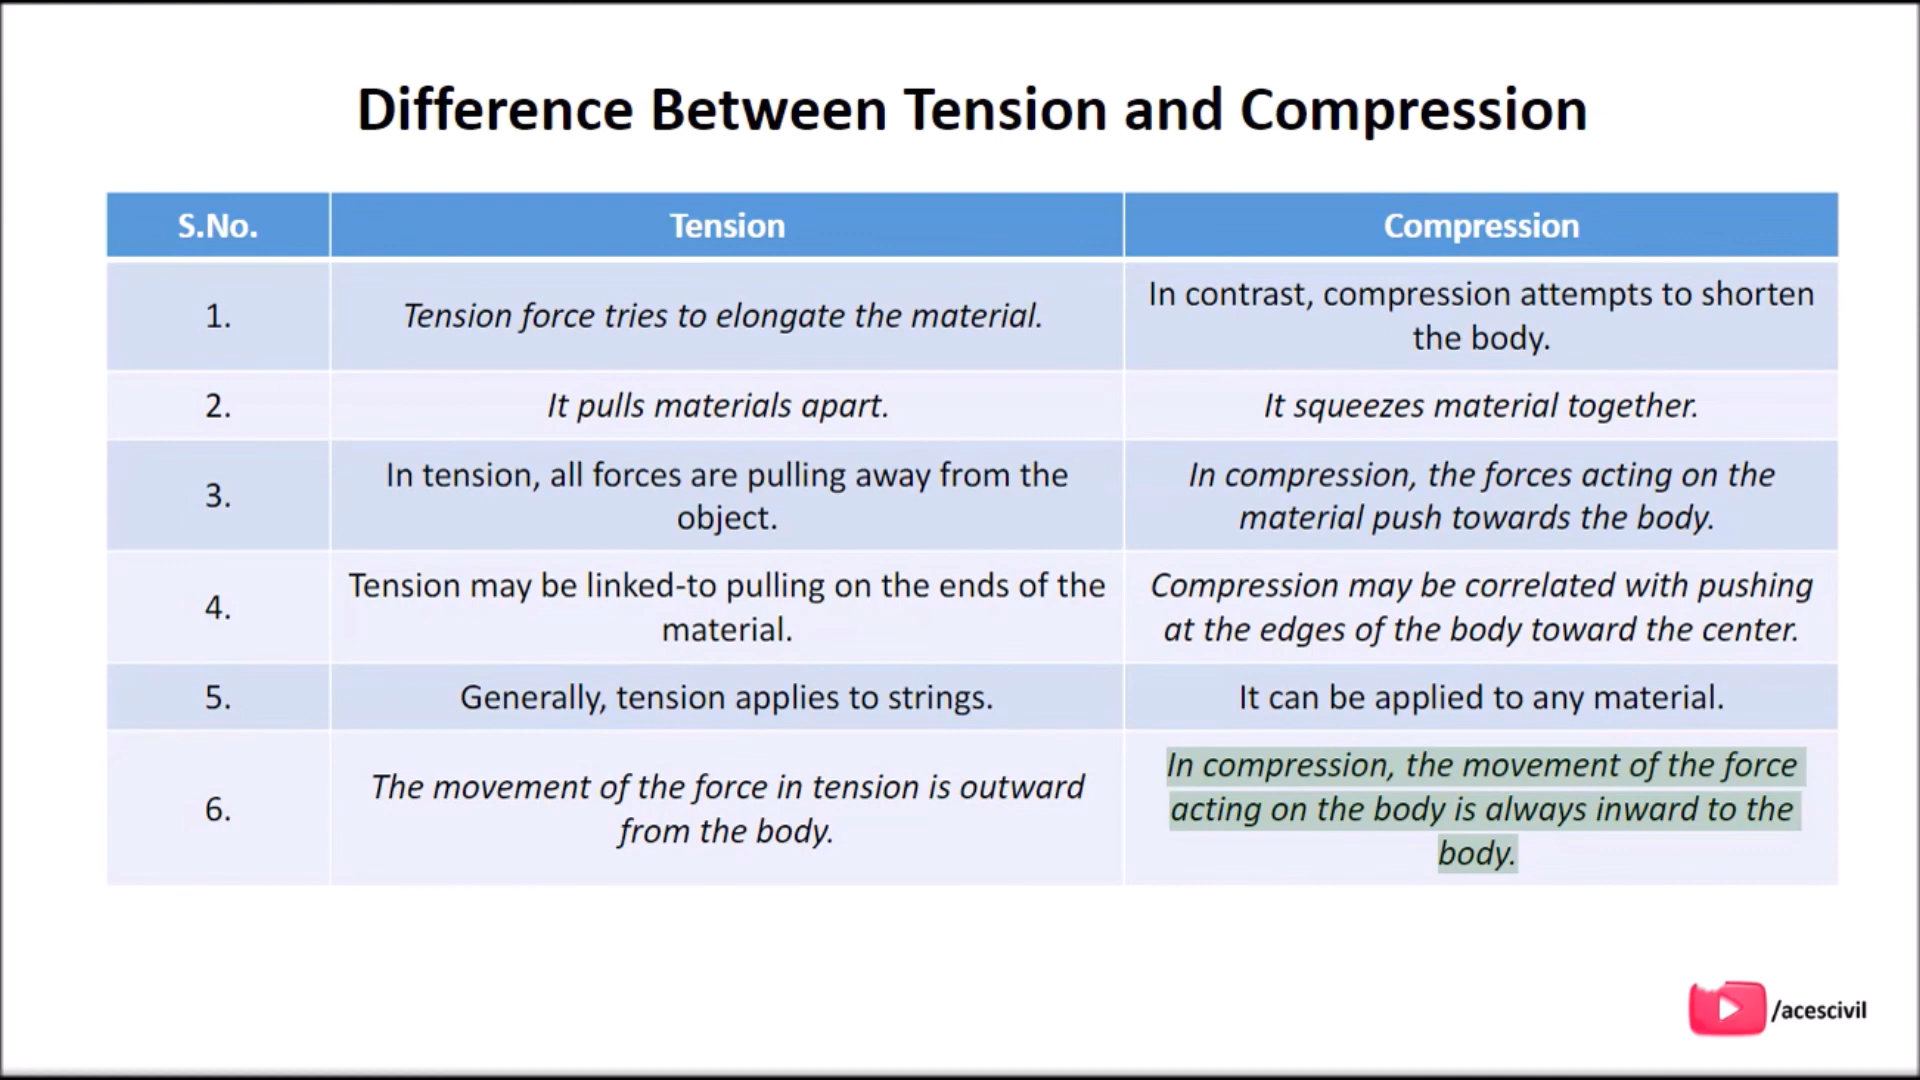 Difference Between Tension and Compression
S.No.
Tension
Compression
1.
Tension force tries to elongate the material.
In contrast, compression attempts to shorten
the body.
2.
It pulls materials apart.
It squeezes material together.
3.
In tension, all forces are pulling away from the
object.
In compression, the forces acting on the
material push towards the body.
4.
Tension may be linked-to pulling on the ends of the
material.
Compression may be correlated with pushing
at the edges of the body toward the center.
5.
Generally, tension applies to strings.
It can be applied to any material.
6.
The movement of the force in tension is outward
from the body.
In compression, the movement of the force
acting on the body is always inward to the
body.
/acescivil